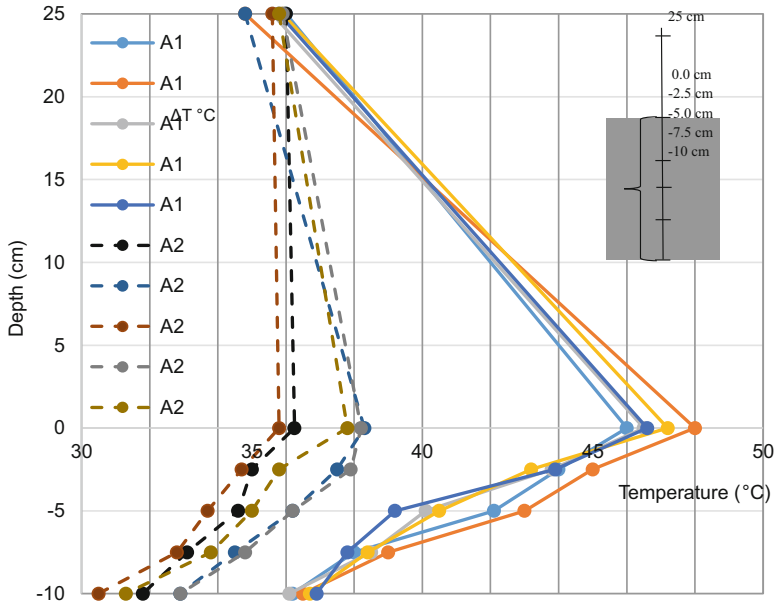 25
20
15
10
5
0
-5
-10
Depth (cm)
30
35
40
45
50
Temperature (°C)
A1
A1
A1
ΔT °C
A1
A1
A2
A2
A2
A2
A2
25 cm
0.0 cm
-2.5 cm
-5.0 cm
-7.5 cm
-10 cm